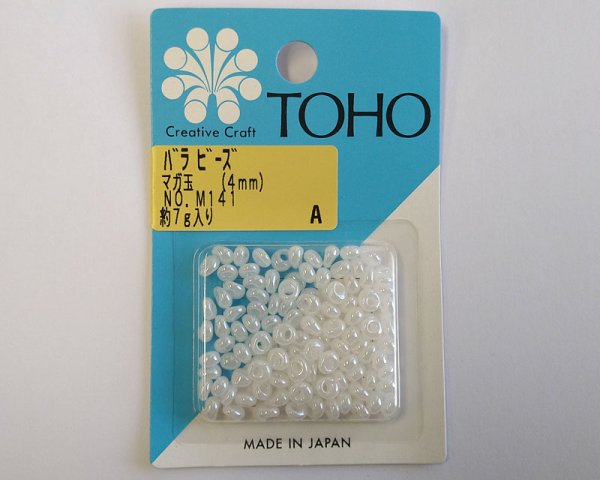 Creative Craft
TOHO
バラ ビーズ
マガ玉 (4mm)
NO. M141
約7g入り
A
MADE IN JAPAN